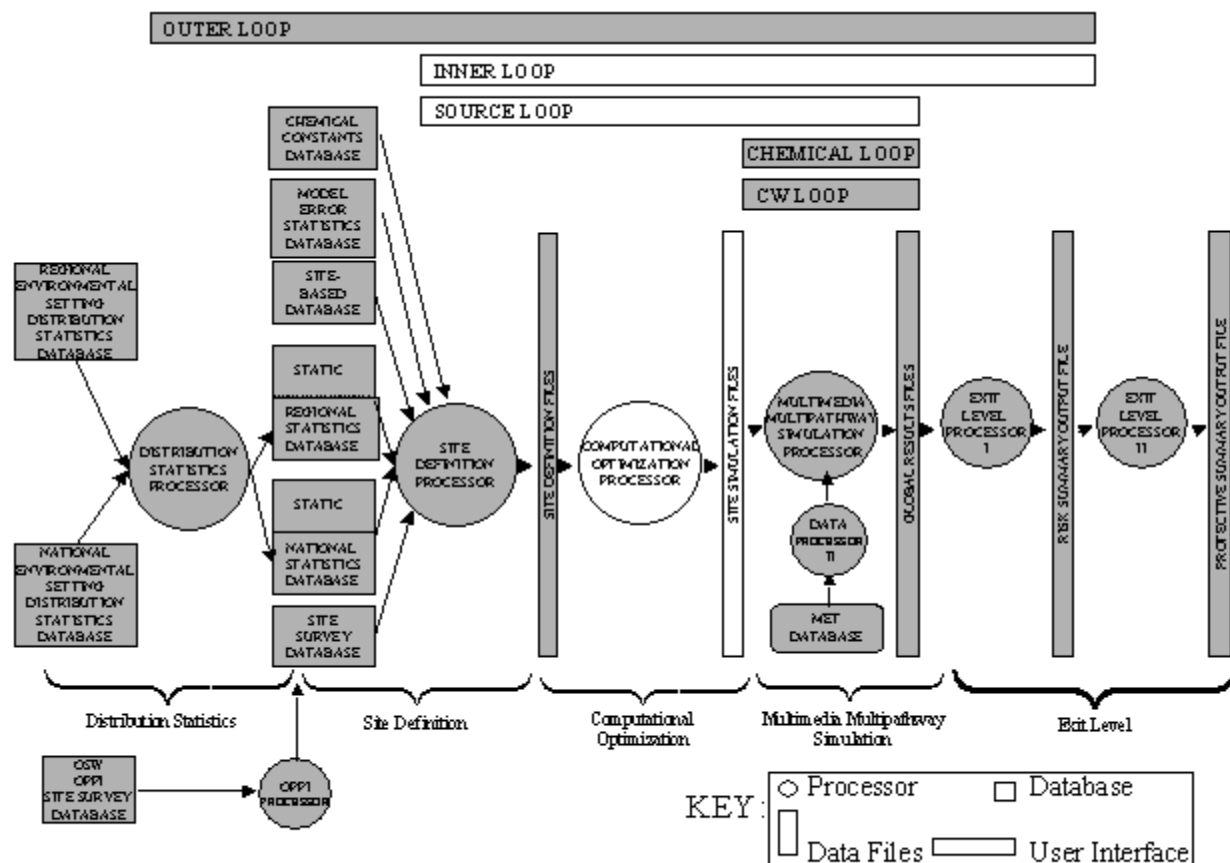 OUTER LOOP
INNER LOOP
SOURCE LOOP
CHEMICAL LOOP
CW LOOP
CHEMICAL
CONSTANTS
DATABASE
MODEL
ERROR
STATISTICS
DATABASE
SITE-
BASED
DATABASE
REGIONAL
ENVIRONMENTAL
SETTING
DISTRIBUTION
STATISTICS
DATABASE
STATIC
REGIONAL
STATISTICS
DATABASE
DISTRIBUTION
STATISTICS
PROCESSOR
STATIC
NATIONAL
STATISTICS
DATABASE
NATIONAL
ENVIRONMENTAL
SETTING
DISTRIBUTION
STATISTICS
DATABASE
SITE
SURVEY
DATABASE
SITE
DEFINITION
PROCESSOR
SITE DEFINITION FILES
COMPUTATIONAL
OPTIMIZATION
PROCESSOR
SITE SIMULATION FILES
MULTIMEDIA
MULTIPATHWAY
SIMULATION
PROCESSOR
DATA
PROCESSOR
11
MET
DATABASE
GLOBAL RESULTS FILES
EXIT
LEVEL
PROCESSOR
1
RISK SUMMARY OUTPUT FILE
EXIT
LEVEL
PROCESSOR
11
PROTECTIVE SUMMARY OUTPUT FILE
Distribution Statistics
Site Definition
Computational
Optimization
Multimedia Multipathway
Simulation
Exit Level
OSW
OPPI
SITE SURVEY
DATABASE
OPPI
PROCESSOR
KEY:
Processor
Database
Data Files
User Interface